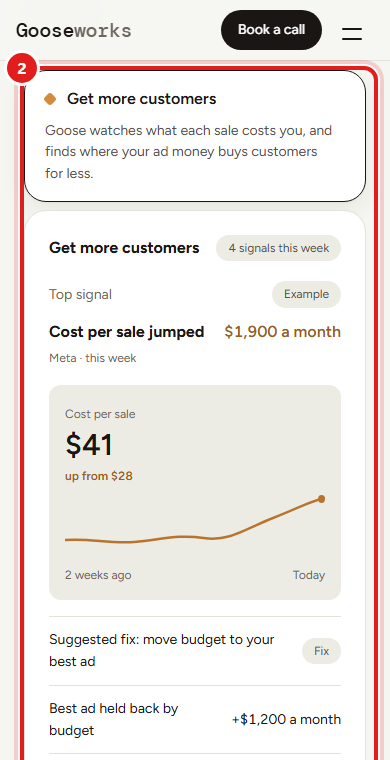 Gooseworks
Book a call
2
Get more customers
Goose watches what each sale costs you, and
finds where your ad money buys customers
for less.
Get more customers
4 signals this week
Top signal
Example
Cost per sale jumped
$1,900 a month
Meta · this week
Cost per sale
$41
up from $28
2 weeks ago
Today
Suggested fix: move budget to your
best ad
Fix
Best ad held back by
budget
+$1,200 a month